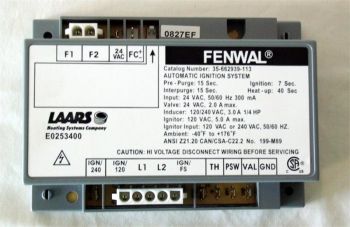 0827EF
F1 F2 24 VAC FC+
FENWAL®
Catalog Number: 35-662939-113
AUTOMATIC IGNITION SYSTEM
Pre - Purge: 15 Sec. Ignition: 7 Sec.
Interpurge: 15 Sec. Heat - up: 40 Sec
Input: 24 VAC, 50/60 Hz 300 mA
Valve: 24 VAC, 2.0 A max.
Inducer: 120/240 VAC, 3.0 A 1/4 HP
Ignitor: 120/240 VAC, 5.0 A max.
Ignitor Input: 120 VAC or 240 VAC, 50/60 HZ.
Ambient: -40°F to +176°F
ANSI Z21.20 CAN/CSA-C22.2 No. 199-M89
LAARS
Heating Systems Company
E0253400
CAUTION: HI VOLTAGE DISCONNECT WIRING BEFORE SERVICING
IGN/240 IGN/120 L1 L2 IGN/FS TH PSW VAL GND